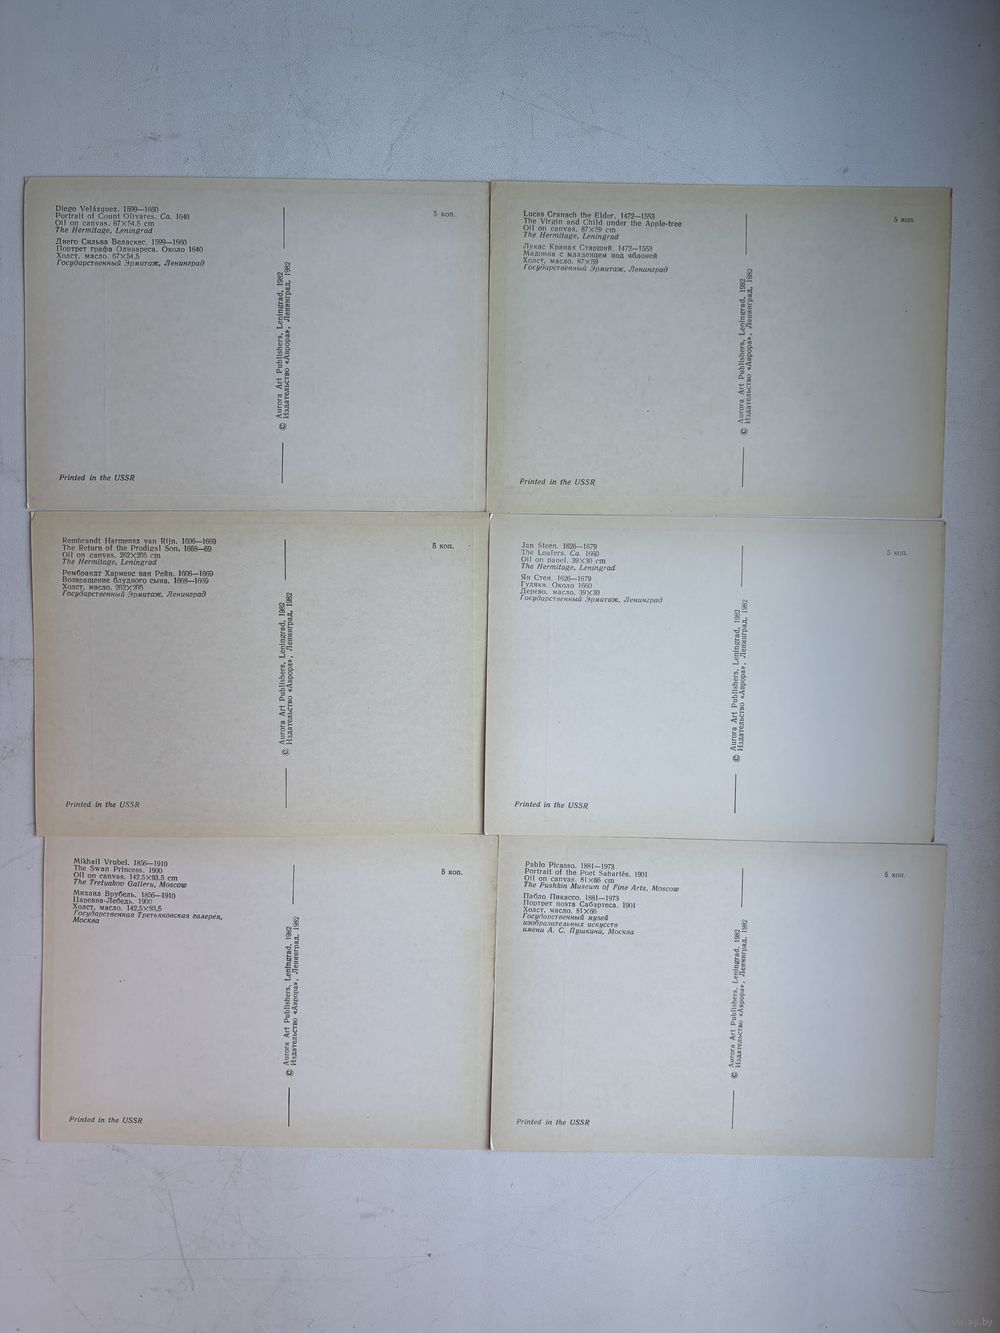 Diego Velázquez. 1599—1660
Portrait of Count Olivares. Ca. 1640
Oil on canvas. 67×54.5 cm
The Hermitage, Leningrad
Диего Сильва Веласкес. 1599—1660
Портрет графа Оливареса. Около 1640
Холст, масло. 67×54,5
Государственный Эрмитаж, Ленинград
5 коп.
© Aurora Art Publishers, Leningrad, 1982
Издательство «Аврора», Ленинград, 1982
Printed in the USSR
Lucas Cranach the Elder. 1472—1553
The Virgin and Child under the Apple-tree
Oil on canvas. 87×59 cm
The Hermitage, Leningrad
Лукас Кранах Старший. 1472—1553
Мадонна с младенцем под яблоней
Холст, масло. 87×59
Государственный Эрмитаж, Ленинград
5 коп.
© Aurora Art Publishers, Leningrad, 1982
Издательство «Аврора», Ленинград, 1982
Printed in the USSR
Rembrandt Harmensz van Rijn. 1606—1669
The Return of the Prodigal Son. 1668—69
Oil on canvas. 262×205 cm
The Hermitage, Leningrad
Рембрандт Харменс ван Рейн. 1606—1669
Возвращение блудного сына. 1668—1669
Холст, масло. 262×205
Государственный Эрмитаж, Ленинград
5 коп.
© Aurora Art Publishers, Leningrad, 1982
Издательство «Аврора», Ленинград, 1982
Printed in the USSR
Jan Steen. 1626—1679
The Loafers. Ca. 1660
Oil on panel. 39×30 cm
The Hermitage, Leningrad
Ян Стен. 1626—1679
Гуляки. Около 1660
Дерево, масло. 39×30
Государственный Эрмитаж, Ленинград
5 коп.
© Aurora Art Publishers, Leningrad, 1982
Издательство «Аврора», Ленинград, 1982
Printed in the USSR
Mikhail Vrubel. 1856—1910
The Swan Princess. 1900
Oil on canvas. 142.5×93.5 cm
The Tretyakov Gallery, Moscow
Михаил Врубель. 1856—1910
Царевна-Лебедь. 1900
Холст, масло. 142,5×93,5
Государственная Третьяковская галерея,
Москва
5 коп.
© Aurora Art Publishers, Leningrad, 1982
Издательство «Аврора», Ленинград, 1982
Printed in the USSR
Pablo Picasso. 1881—1973
Portrait of the Poet Sabartés. 1901
Oil on canvas. 81×66 cm
The Pushkin Museum of Fine Arts, Moscow
Пабло Пикассо. 1881—1973
Портрет поэта Сабартеса. 1901
Холст, масло. 81×66
Государственный музей
изобразительных искусств
имени А. С. Пушкина, Москва
5 коп.
© Aurora Art Publishers, Leningrad, 1982
Издательство «Аврора», Ленинград, 1982
Printed in the USSR
www.ay.by